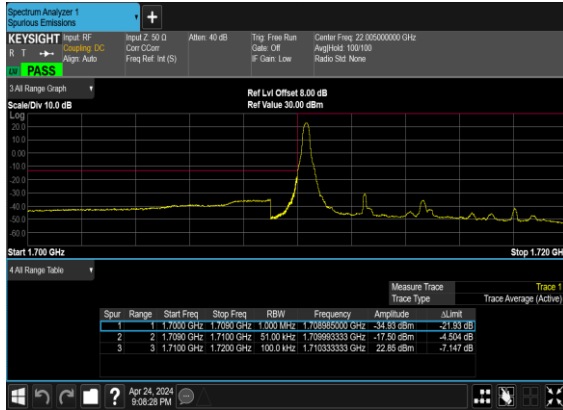 Spectrum Analyzer 1
Spurious Emissions
+
KEYSIGHT
R T
LW PASS
Input: RF
Coupling: DC
Align: Auto
Input Z: 50 Ω
Corr CCorr
Freq Ref: Int (S)
Atten: 40 dB
Trig: Free Run
Gate: Off
IF Gain: Low
Center Freq: 22.005000000 GHz
Avg|Hold: 100/100
Radio Std: None
3 All Range Graph
Scale/Div 10.0 dB
Ref Lvl Offset 8.00 dB
Ref Value 30.00 dBm
Log
20.0
10.0
0.00
-10.0
-20.0
-30.0
-40.0
-50.0
-60.0
Start 1.700 GHz
Stop 1.720 GH
4 All Range Table
Measure Trace Trace 1
Trace Type Trace Average (Active)
Spur Range Start Freq Stop Freq RBW Frequency Amplitude ΔLimit
1 1 1.7000 GHz 1.7090 GHz 1.000 MHz 1.708985000 GHz -34.93 dBm -21.93 dB
2 2 1.7090 GHz 1.7100 GHz 51.00 kHz 1.709993333 GHz -17.50 dBm -4.504 dB
3 3 1.7100 GHz 1.7200 GHz 100.0 kHz 1.710333333 GHz 22.85 dBm -7.147 dB
?
Apr 24, 2024
9:08:28 PM